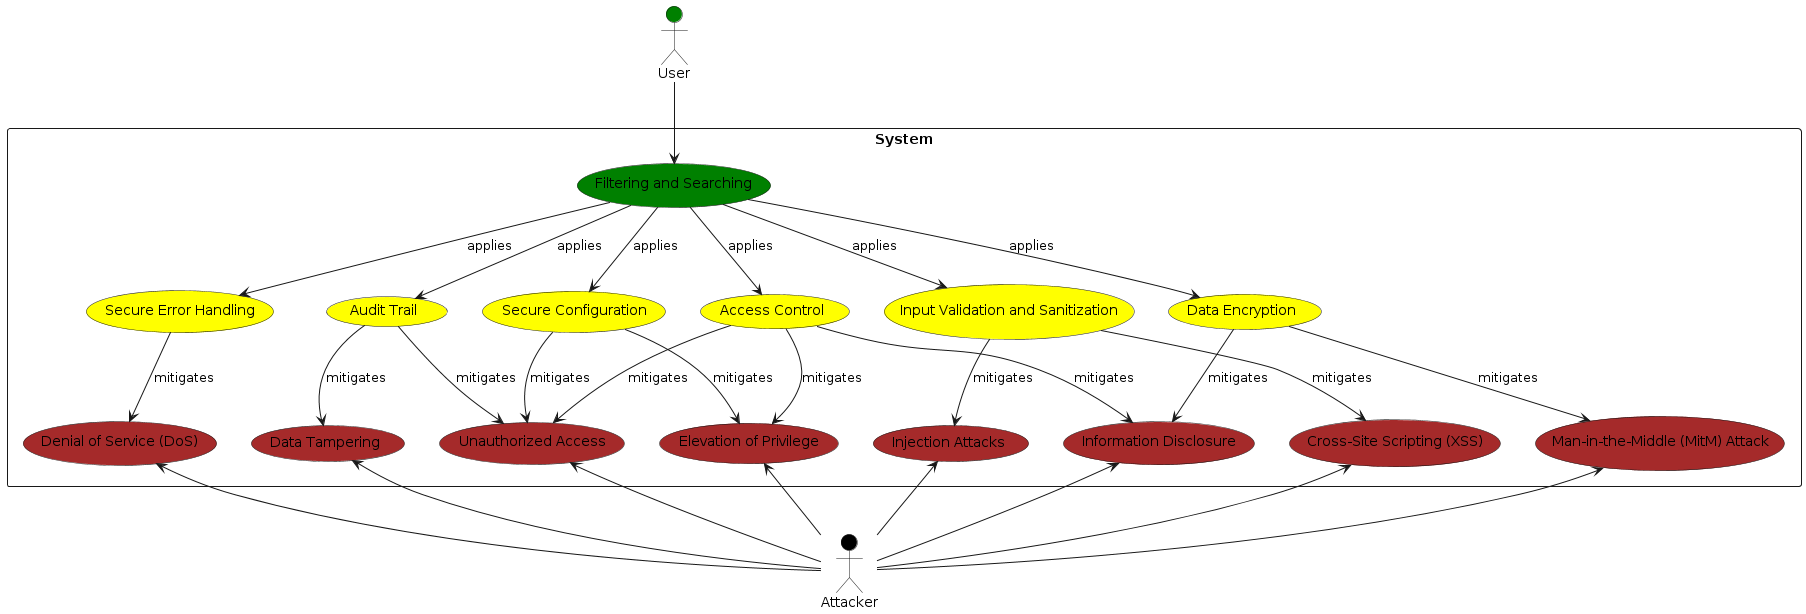 User
System
Filtering and Searching
applies
applies
applies
applies
applies
applies
Secure Error Handling
Audit Trail
Secure Configuration
Access Control
Input Validation and Sanitization
Data Encryption
mitigates
mitigates
mitigates
mitigates
mitigates
mitigates
mitigates
mitigates
mitigates
mitigates
mitigates
mitigates
Denial of Service (DoS)
Data Tampering
Unauthorized Access
Elevation of Privilege
Injection Attacks
Information Disclosure
Cross-Site Scripting (XSS)
Man-in-the-Middle (MitM) Attack
Attacker